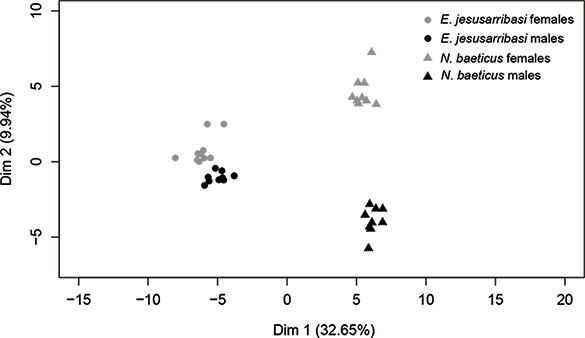 E. jesusarribasi females
E. jesusarribasi males
N. baeticus females
N. baeticus males
Dim 2 (9.94%)
10
5
0
−5
−15
−10
−5
0
5
10
15
20
Dim 1 (32.65%)